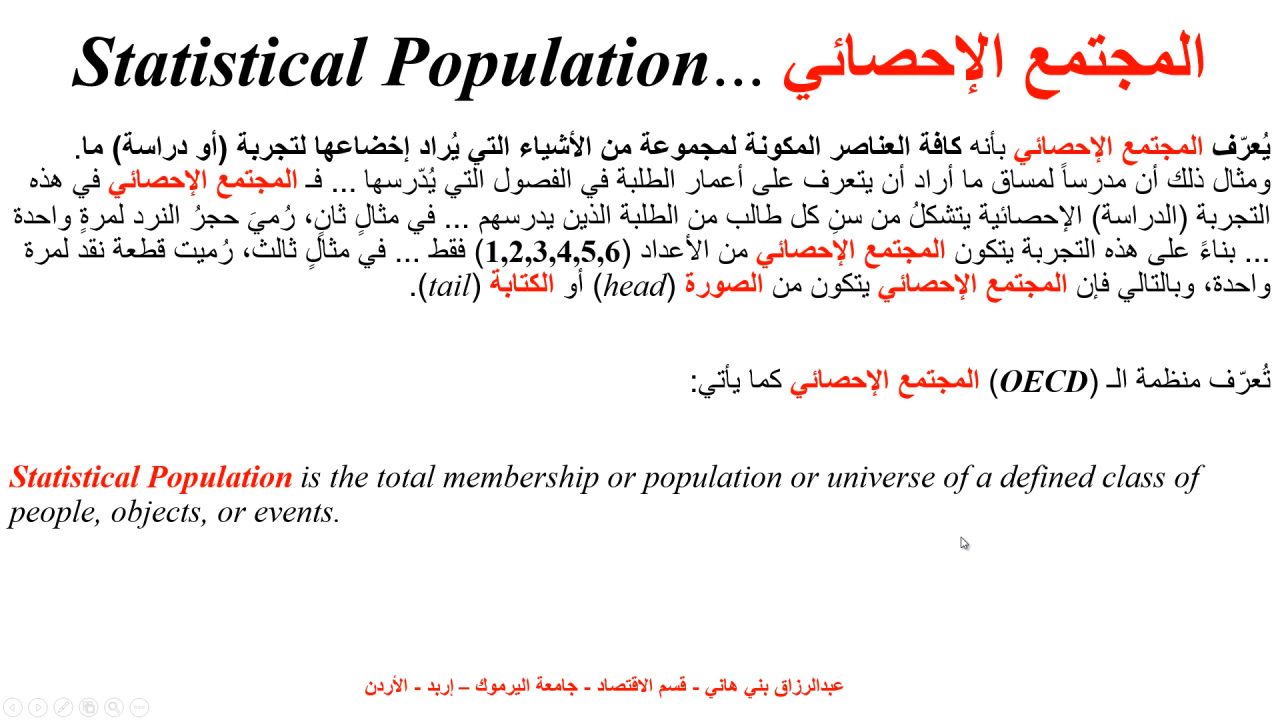 Statistical Population… المجتمع الإحصائي
يُعرّف المجتمع الإحصائي بأنه كافة العناصر المكونة لمجموعة من الأشياء التي يُراد إخضاعها لتجربة (أو دراسة) ما.
ومثال ذلك أن مدرساً لمساق ما أراد أن يتعرف على أعمار الطلبة في الفصول التي يُدّرسها ... فـ المجتمع الإحصائي في هذه
التجربة (الدراسة) الإحصائية يتشكلُ من سنِ كل طالب من الطلبة الذين يدرسهم ... في مثالٍ ثانٍ، رُميَ حجرُ النرد لمرةٍ واحدة
... بناءً على هذه التجربة يتكون المجتمع الإحصائي من الأعداد (1,2,3,4,5,6) فقط ... في مثالٍ ثالث، رُميت قطعة نقد لمرة
واحدة، وبالتالي فإن المجتمع الإحصائي يتكون من الصورة (head) أو الكتابة (tail).
تُعرّف منظمة الـ (OECD) المجتمع الإحصائي كما يأتي:
Statistical Population is the total membership or population or universe of a defined class of
people, objects, or events.
عبدالرزاق بني هاني - قسم الاقتصاد - جامعة اليرموك – إربد - الأردن